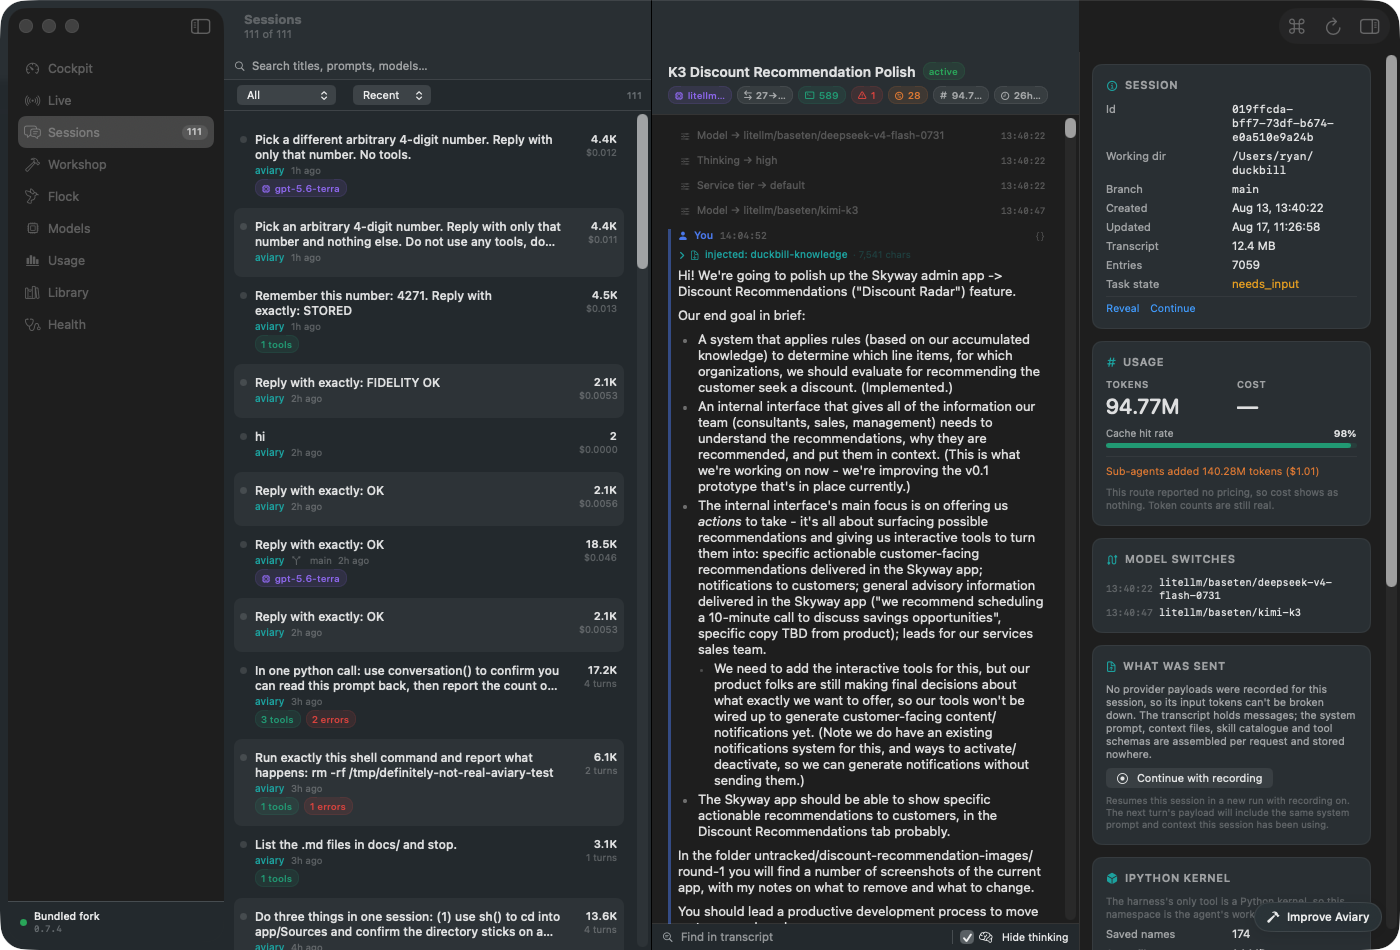 Cockpit
Live
Sessions
111
Workshop
Flock
Models
Usage
Library
Health
Bundled fork
0.7.4
Sessions
111 of 111
Search titles, prompts, models...
All
Recent
111
Pick a different arbitrary 4-digit number. Reply with
only that number. No tools.
4.4K
$0.012
aviary 1h ago
gpt-5.6-terra
Pick an arbitrary 4-digit number. Reply with only that
number and nothing else. Do not use any tools, do...
4.4K
$0.011
aviary 1h ago
Remember this number: 4271. Reply with
exactly: STORED
4.5K
$0.013
aviary 1h ago
1 tools
Reply with exactly: FIDELITY OK
2.1K
aviary 2h ago
$0.0053
hi
2
aviary 2h ago
$0.0000
Reply with exactly: OK
2.1K
aviary 2h ago
$0.0056
Reply with exactly: OK
18.5K
aviary main 2h ago
$0.046
gpt-5.6-terra
Reply with exactly: OK
2.1K
aviary 2h ago
$0.0053
In one python call: use conversation() to confirm you
can read this prompt back, then report the count o...
17.2K
4 turns
aviary 3h ago
3 tools 2 errors
Run exactly this shell command and report what
happens: rm -rf /tmp/definitely-not-real-aviary-test
6.1K
2 turns
aviary 3h ago
1 tools 1 errors
List the .md files in docs/ and stop.
3.1K
aviary 3h ago
1 turns
1 tools
Do three things in one session: (1) use sh() to cd into
app/Sources and confirm the directory sticks on a...
13.6K
4 turns
aviary 4h ago
K3 Discount Recommendation Polish active
litellm... 27→... 589 1 28 # 94.7... 26h...
Model → litellm/baseten/deepseek-v4-flash-0731 13:40:22
Thinking → high 13:40:22
Service tier → default 13:40:22
Model → litellm/baseten/kimi-k3 13:40:47
You 14:04:52 {}
injected: duckbill-knowledge · 7,541 chars
Hi! We're going to polish up the Skyway admin app ->
Discount Recommendations ("Discount Radar") feature.
Our end goal in brief:
• A system that applies rules (based on our accumulated
knowledge) to determine which line items, for which
organizations, we should evaluate for recommending the
customer seek a discount. (Implemented.)
• An internal interface that gives all of the information our
team (consultants, sales, management) needs to
understand the recommendations, why they are
recommended, and put them in context. (This is what
we're working on now - we're improving the v0.1
prototype that's in place currently.)
• The internal interface's main focus is on offering us
actions to take - it's all about surfacing possible
recommendations and giving us interactive tools to turn
them into: specific actionable customer-facing
recommendations delivered in the Skyway app;
notifications to customers; general advisory information
delivered in the Skyway app ("we recommend scheduling
a 10-minute call to discuss savings opportunities",
specific copy TBD from product); leads for our services
sales team.
• We need to add the interactive tools for this, but our
product folks are still making final decisions about
what exactly we want to offer, so our tools won't be
wired up to generate customer-facing content/
notifications yet. (Note we do have an existing
notifications system for this, and ways to activate/
deactivate, so we can generate notifications without
sending them.)
• The Skyway app should be able to show specific
actionable recommendations to customers, in the
Discount Recommendations tab probably.
In the folder untracked/discount-recommendation-images/
round-1 you will find a number of screenshots of the current
app, with my notes on what to remove and what to change.
You should lead a productive development process to move
Find in transcript
Hide thinking
SESSION
Id 019ffcda-
bff7-73df-b674-
e0a510e9a24b
Working dir /Users/ryan/
duckbill
Branch main
Created Aug 13, 13:40:22
Updated Aug 17, 11:26:58
Transcript 12.4 MB
Entries 7059
Task state needs_input
Reveal Continue
# USAGE
TOKENS COST
94.77M —
Cache hit rate 98%
Sub-agents added 140.28M tokens ($1.01)
This route reported no pricing, so cost shows as
nothing. Token counts are still real.
MODEL SWITCHES
13:40:22 litellm/baseten/deepseek-v4-
flash-0731
13:40:47 litellm/baseten/kimi-k3
WHAT WAS SENT
No provider payloads were recorded for this
session, so its input tokens can't be broken
down. The transcript holds messages; the system
prompt, context files, skill catalogue and tool
schemas are assembled per request and stored
nowhere.
Continue with recording
Resumes this session in a new run with recording on.
The next turn's payload will include the same system
prompt and context this session has been using.
IPYTHON KERNEL
The harness's only tool is a Python kernel, so this
namespace is the agent's work
Improve Aviary
Saved names 174